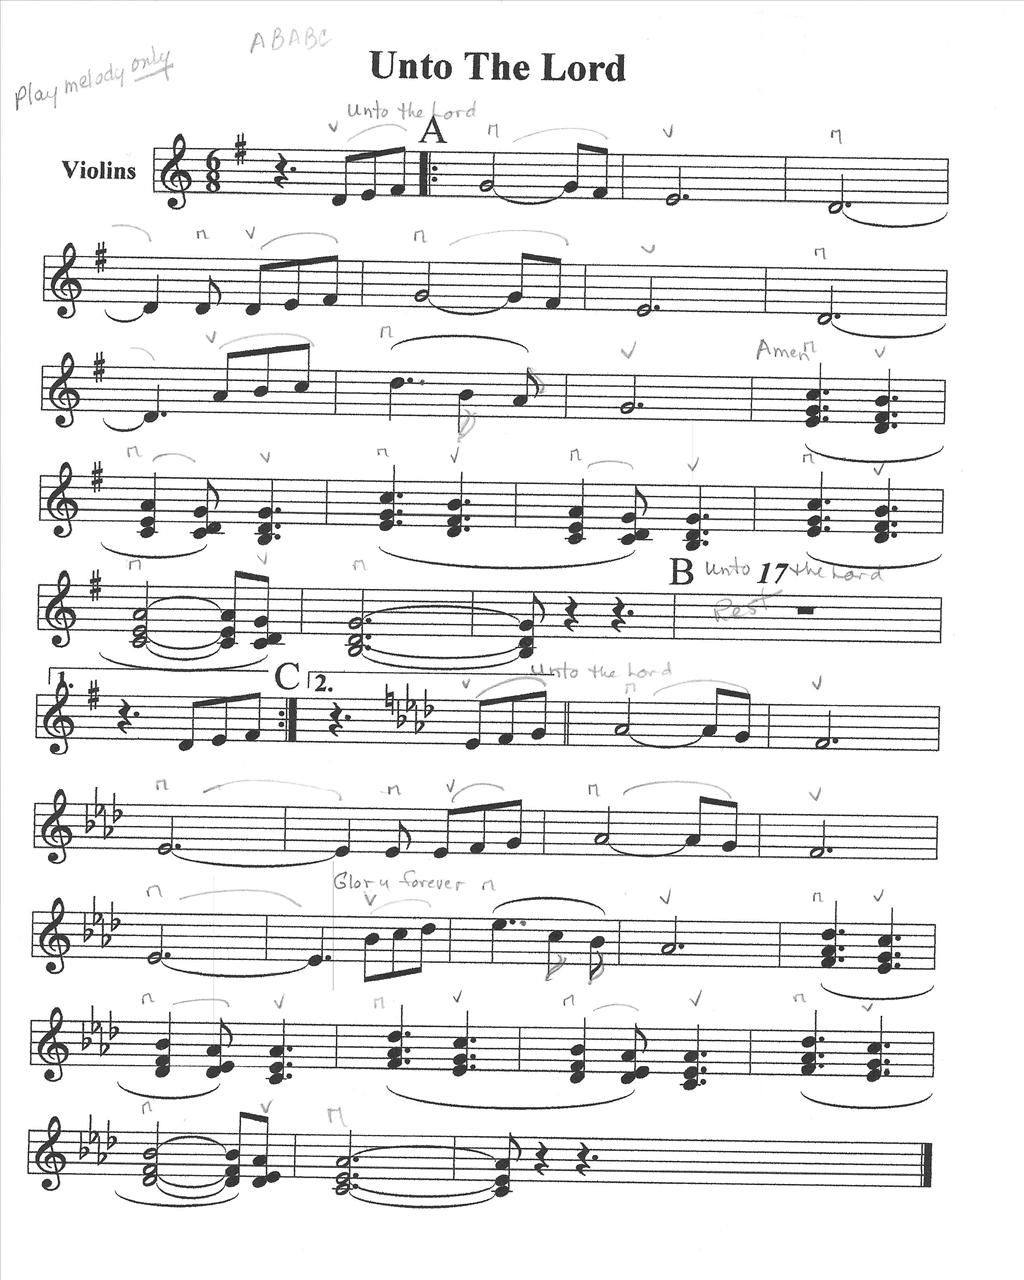 ABABC
Unto The Lord
Play melody only
Unto the Lord
A
Violins
6
8
Amen
B Unto 17 the Lord
Rest
1. C 2.
Unto the Lord
Glory forever